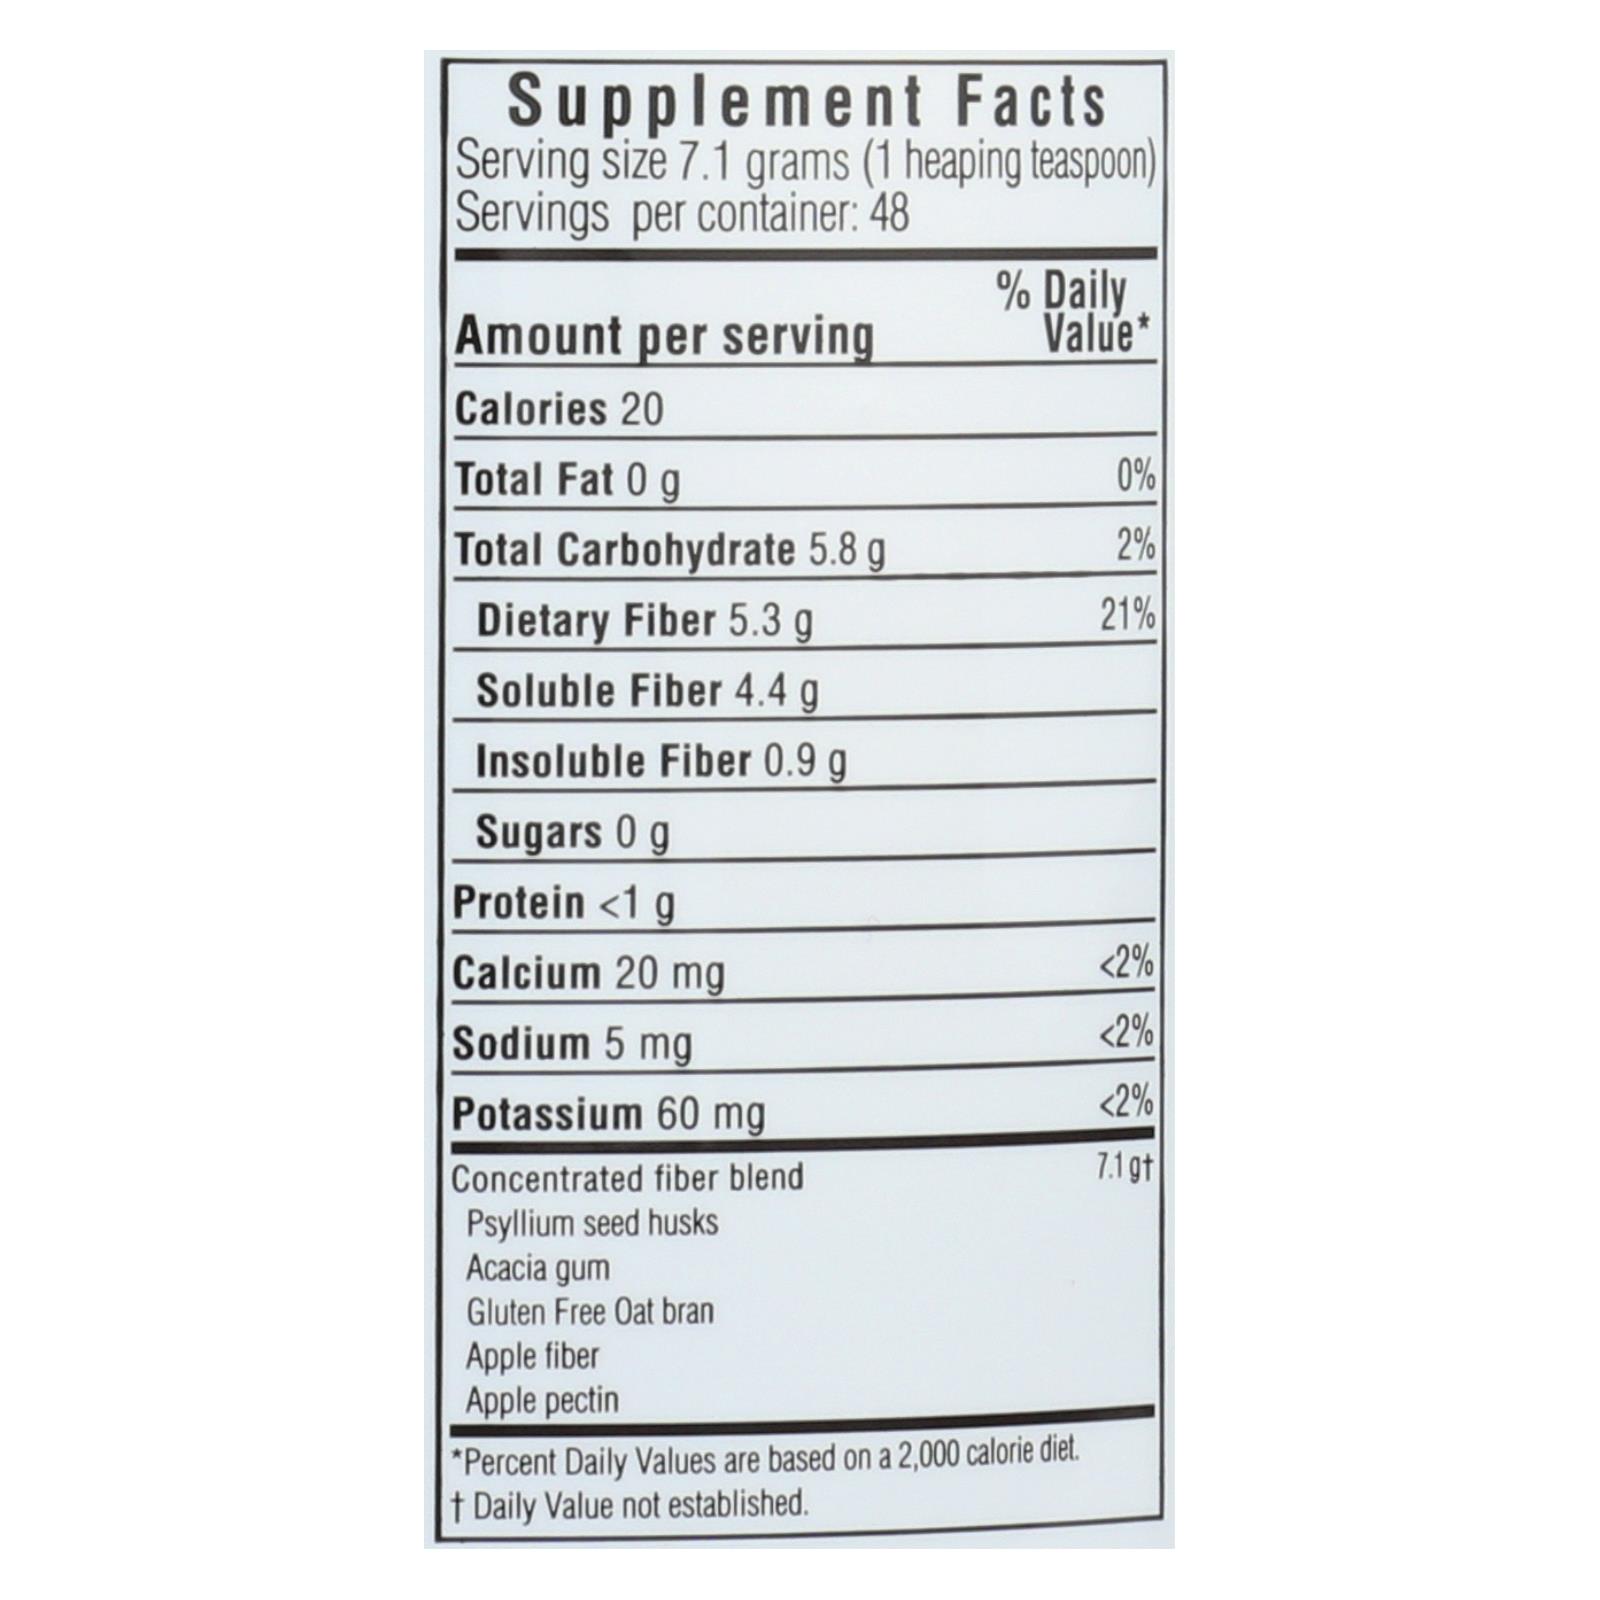 Supplement Facts
Serving size 7.1 grams (1 heaping teaspoon)
Servings per container: 48
% Daily
Value*
Amount per serving
Calories 20
Total Fat 0 g 0%
Total Carbohydrate 5.8 g 2%
Dietary Fiber 5.3 g 21%
Soluble Fiber 4.4 g
Insoluble Fiber 0.9 g
Sugars 0 g
Protein <1 g
Calcium 20 mg <2%
Sodium 5 mg <2%
Potassium 60 mg <2%
Concentrated fiber blend 7.1 g†
Psyllium seed husks
Acacia gum
Gluten Free Oat bran
Apple fiber
Apple pectin
*Percent Daily Values are based on a 2,000 calorie diet.
† Daily Value not established.